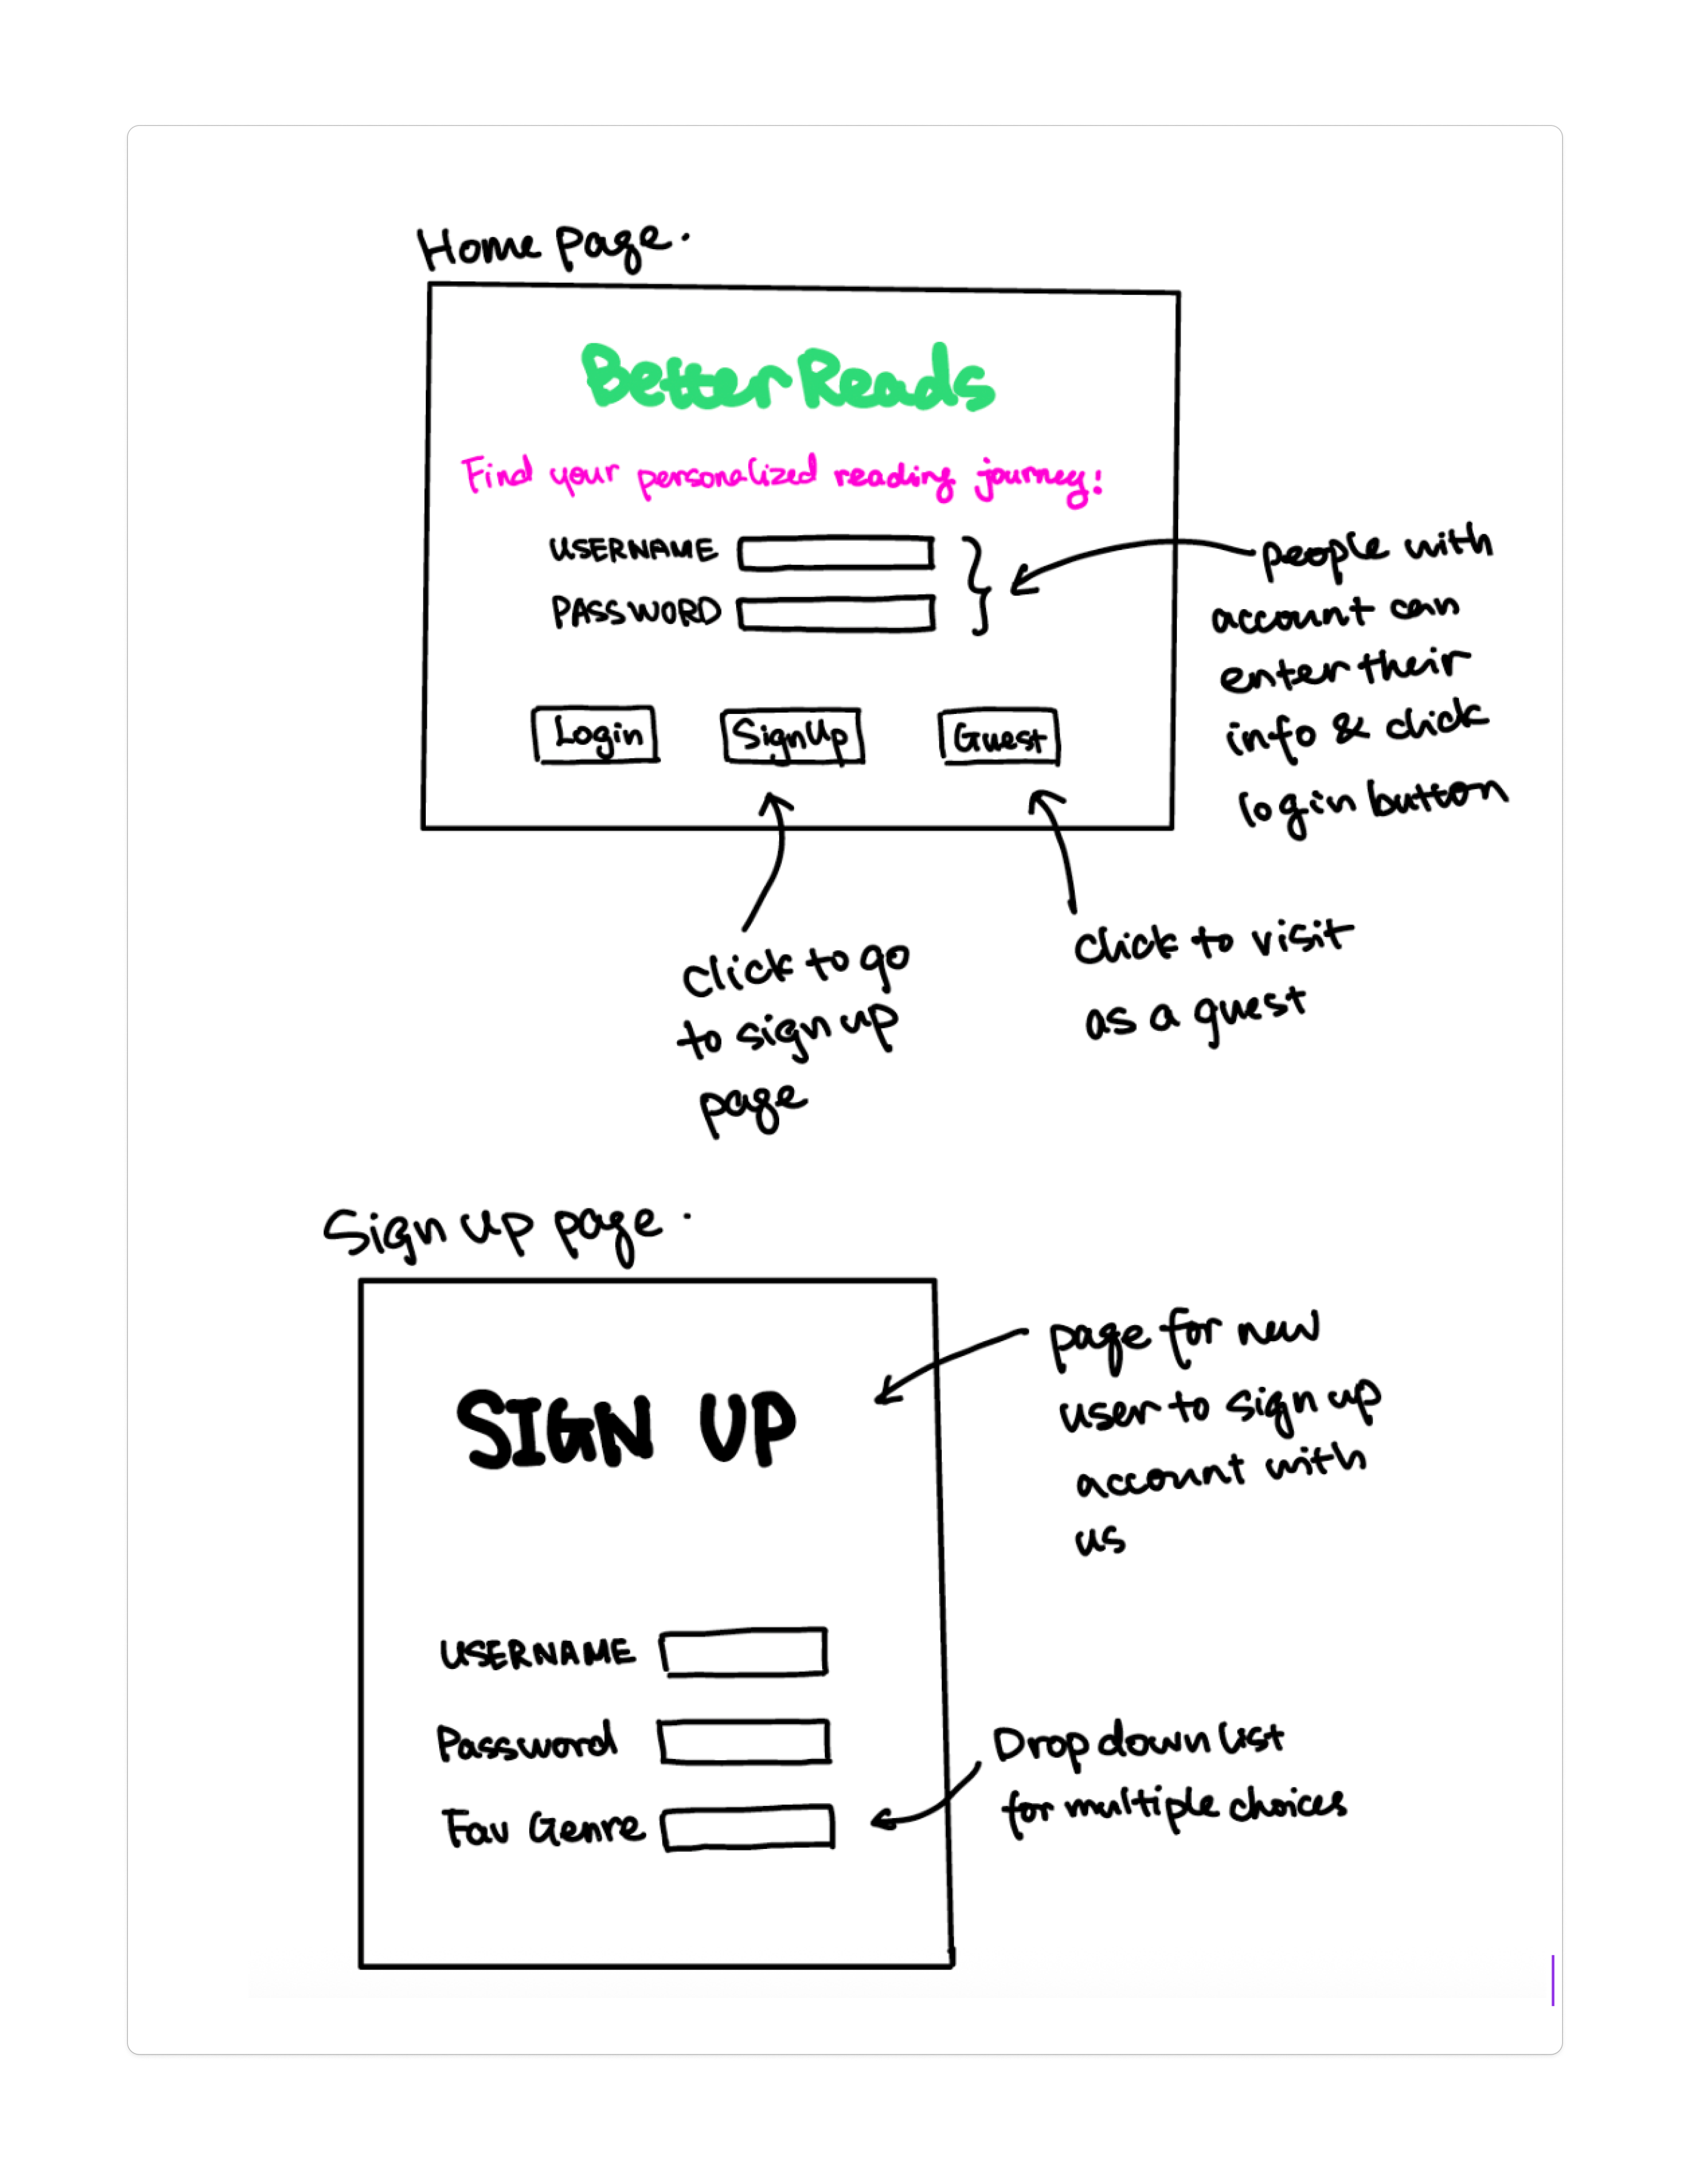 Home page.
Better Reads
Find your personalized reading journey!
USERNAME
PASSWORD
people with
account can
enter their
info & click
login button
Login
SignUp
Guest
Click to go
to sign up
page
Click to visit
as a guest
Sign up page.
SIGN UP
page for new
user to sign up
account with
us
USERNAME
Password
Fav Genre
Drop down list
for multiple choices